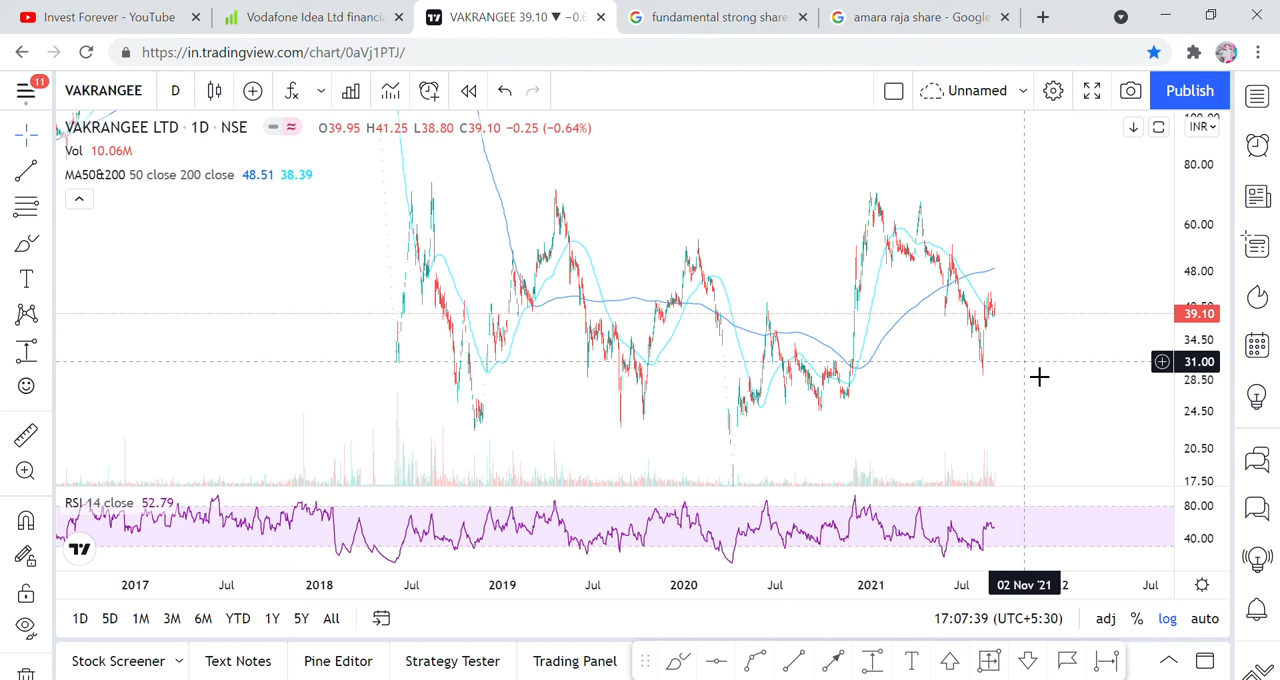 Invest Forever - YouTube
Vodafone Idea Ltd financi
VAKRANGEE 39.10 ▼ −0.6
fundamental strong share
amara raja share - Google
https://in.tradingview.com/chart/0aVj1PTJ/
11
VAKRANGEE
D
Unnamed
Publish
VAKRANGEE LTD · 1D · NSE
O39.95 H41.25 L38.80 C39.10 −0.25 (−0.64%)
INR
Vol 10.06M
MA50&200 50 close 200 close 48.51 38.39
80.00
60.00
48.00
39.10
34.50
31.00
28.50
24.50
20.50
17.50
RSI 14 close 52.79
80.00
40.00
2017 Jul 2018 Jul 2019 Jul 2020 Jul 2021 Jul 02 Nov '21 2 Jul
1D 5D 1M 3M 6M YTD 1Y 5Y All
17:07:39 (UTC+5:30) adj % log auto
Stock Screener Text Notes Pine Editor Strategy Tester Trading Panel